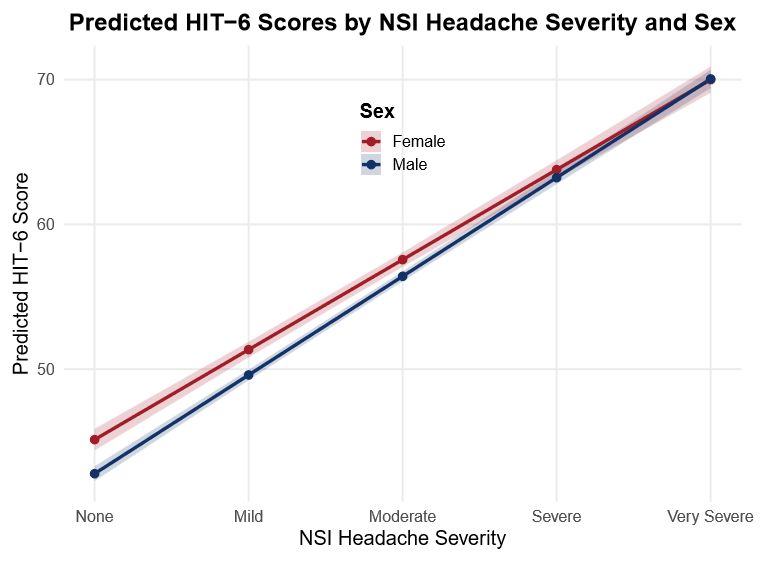 Predicted HIT−6 Scores by NSI Headache Severity and Sex
Predicted HIT−6 Score
70
60
50
Sex
Female
Male
None Mild Moderate Severe Very Severe
NSI Headache Severity